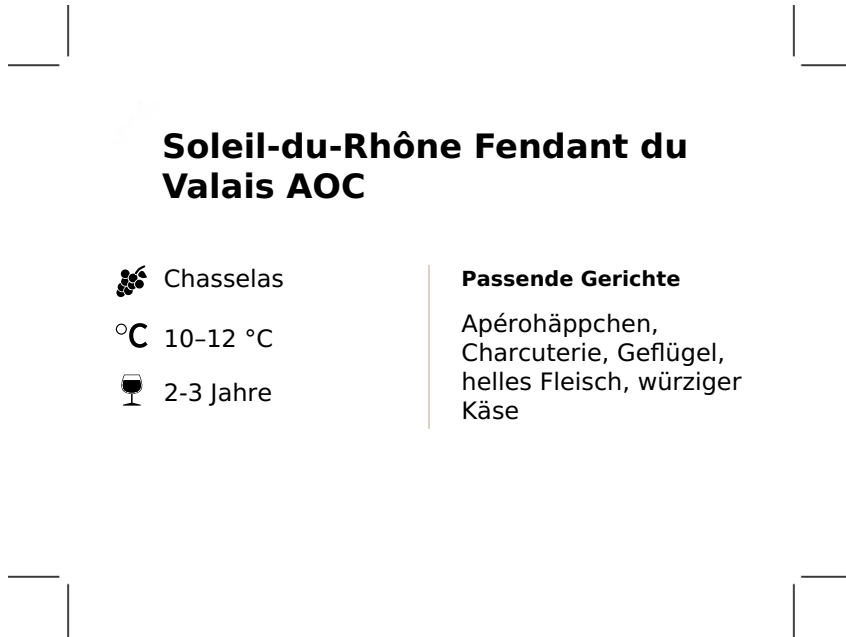 Soleil-du-Rhône Fendant du
Valais AOC
Chasselas
°C 10–12 °C
2-3 Jahre
Passende Gerichte
Apérohäppchen,
Charcuterie, Geflügel,
helles Fleisch, würziger
Käse